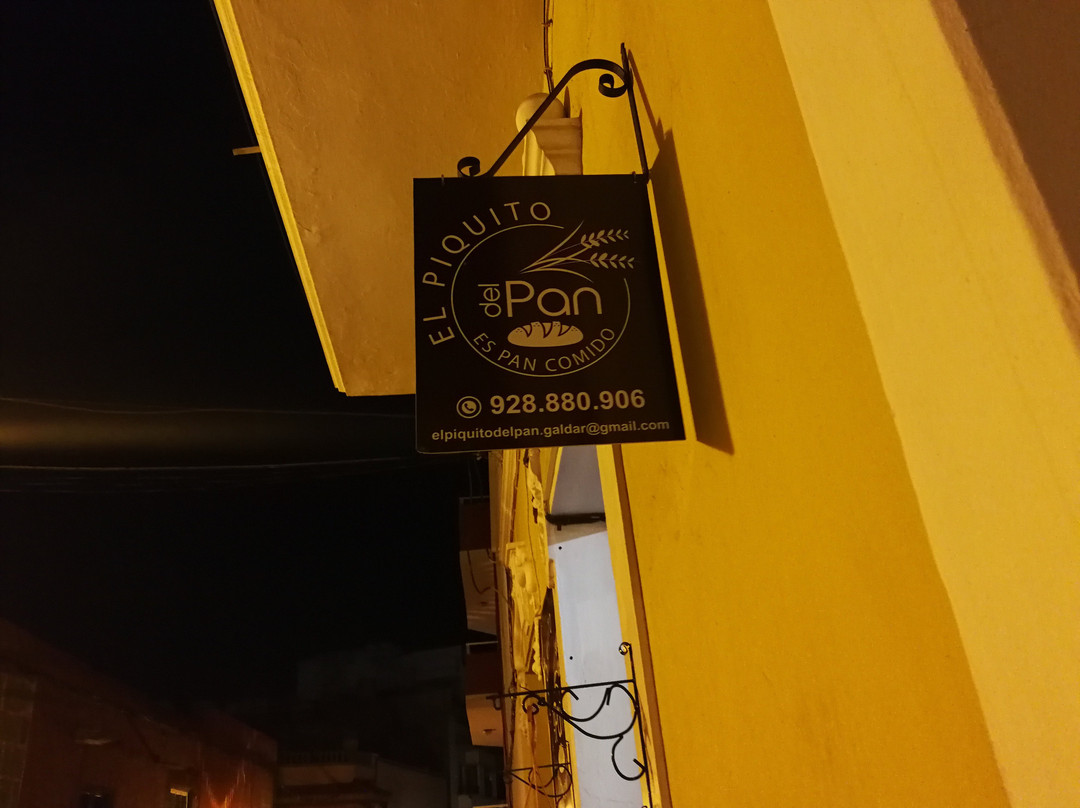 EL PIQUITO
del Pan
ES PAN COMIDO
928.880.906
elpiquitodelpan.galdar@gmail.com